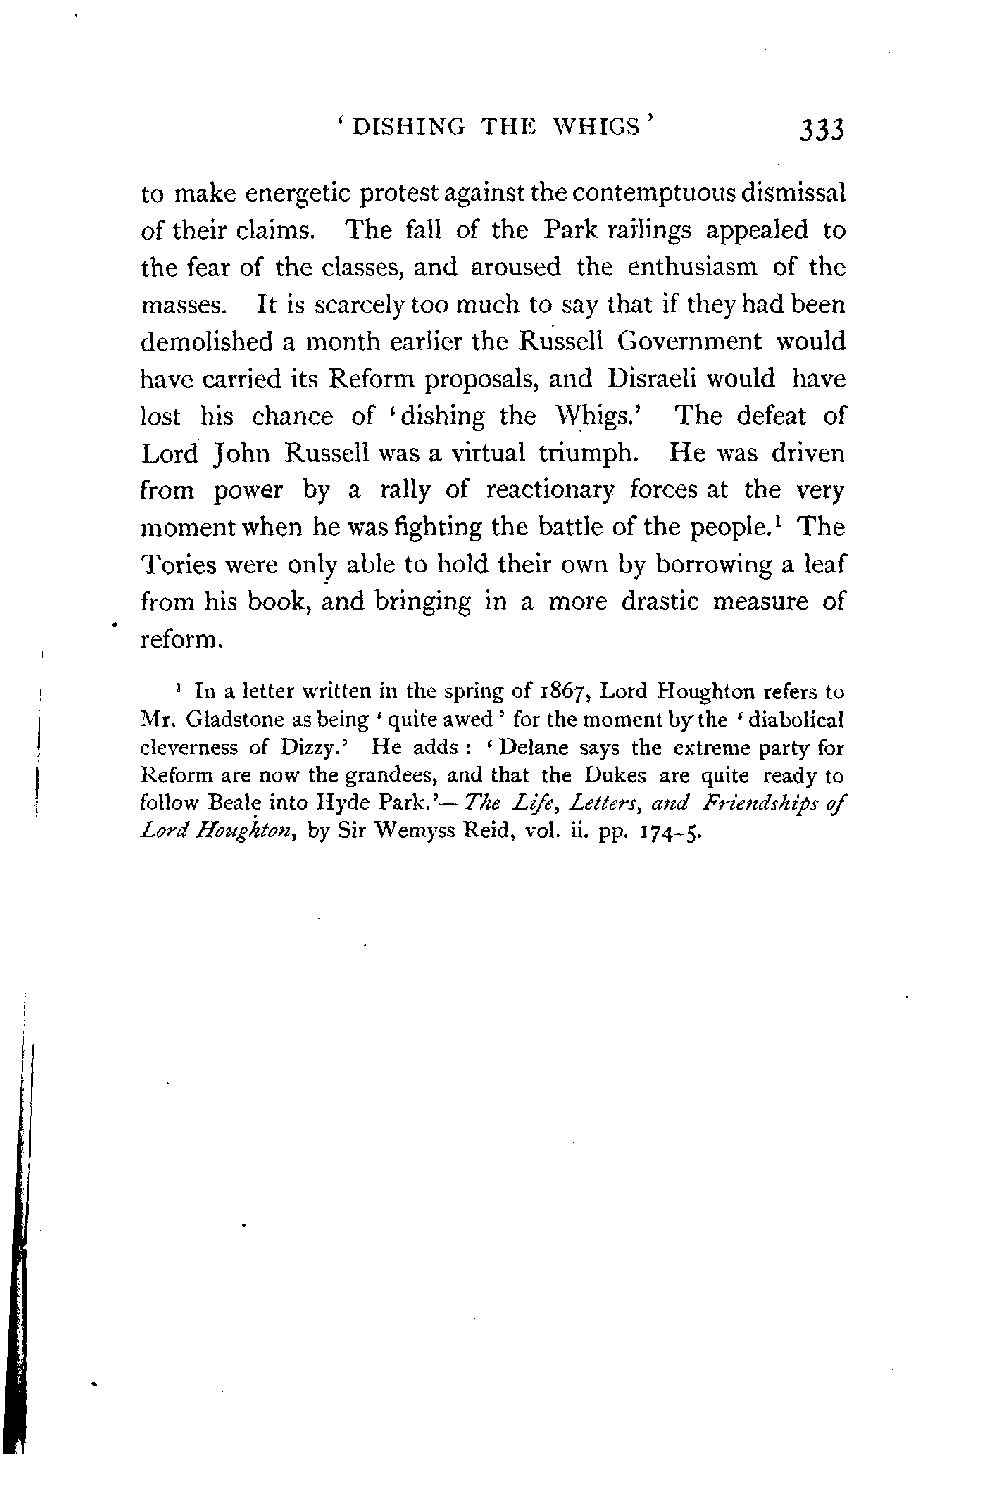 ‘DISHING THE WHIGS’ 333
to make energetic protest against the contemptuous dismissal
of their claims. The fall of the Park railings appealed to
the fear of the classes, and aroused the enthusiasm of the
masses. It is scarcely too much to say that if they had been
demolished a month earlier the Russell Government would
have carried its Reform proposals, and Disraeli would have
lost his chance of ‘dishing the Whigs.’ The defeat of
Lord John Russell was a virtual triumph. He was driven
from power by a rally of reactionary forces at the very
moment when he was fighting the battle of the people.¹ The
Tories were only able to hold their own by borrowing a leaf
from his book, and bringing in a more drastic measure of
reform.
¹ In a letter written in the spring of 1867, Lord Houghton refers to
Mr. Gladstone as being ‘quite awed’ for the moment by the ‘diabolical
cleverness of Dizzy.’ He adds: ‘Delane says the extreme party for
Reform are now the grandees, and that the Dukes are quite ready to
follow Beale into Hyde Park.’—The Life, Letters, and Friendships of
Lord Houghton, by Sir Wemyss Reid, vol. ii. pp. 174–5.